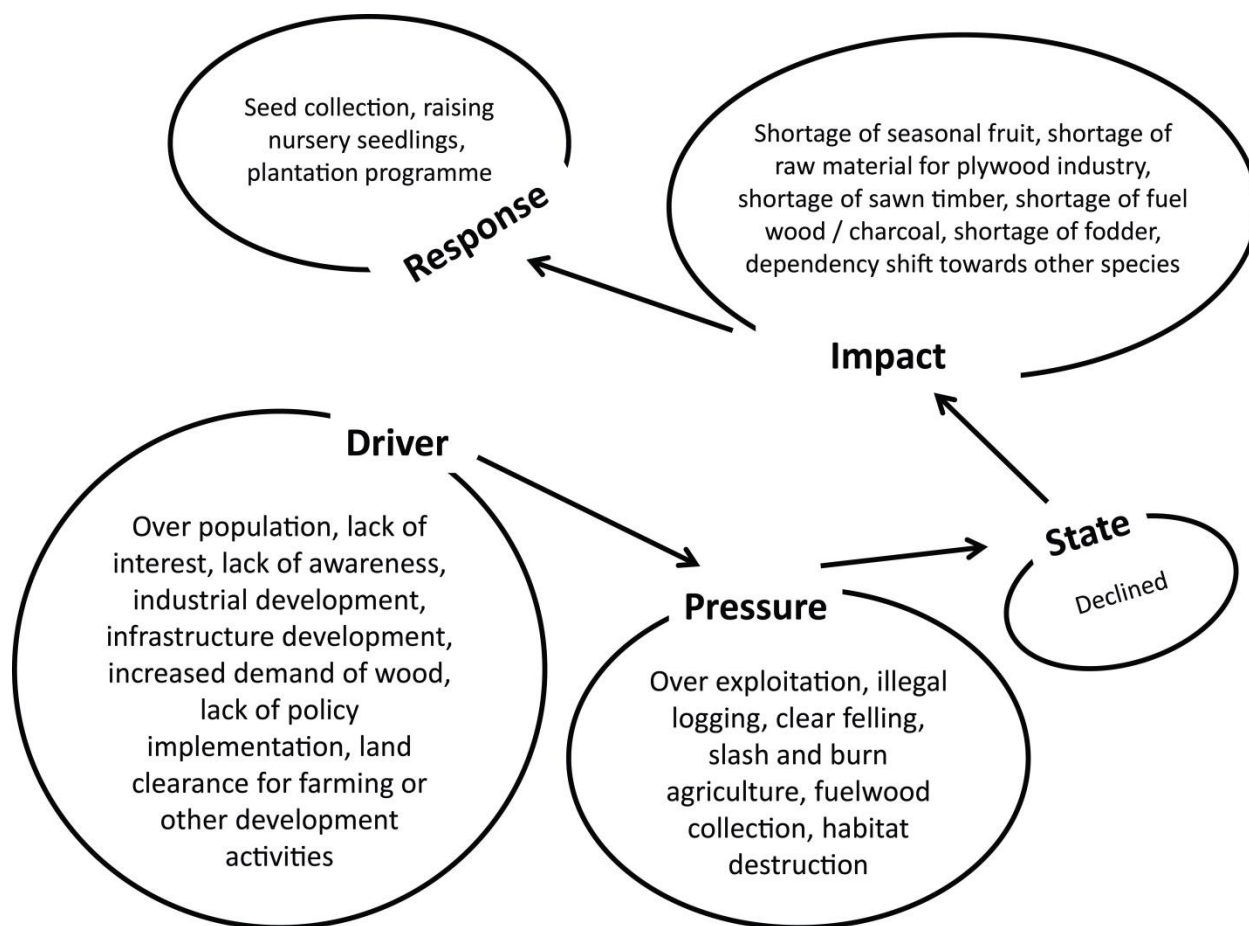 Seed collection, raising
nursery seedlings,
plantation programme
Response
Shortage of seasonal fruit, shortage of
raw material for plywood industry,
shortage of sawn timber, shortage of fuel
wood / charcoal, shortage of fodder,
dependency shift towards other species
Impact
Driver
Over population, lack of
interest, lack of awareness,
industrial development,
infrastructure development,
increased demand of wood,
lack of policy
implementation, land
clearance for farming or
other development
activities
Pressure
Over exploitation, illegal
logging, clear felling,
slash and burn
agriculture, fuelwood
collection, habitat
destruction
State
Declined